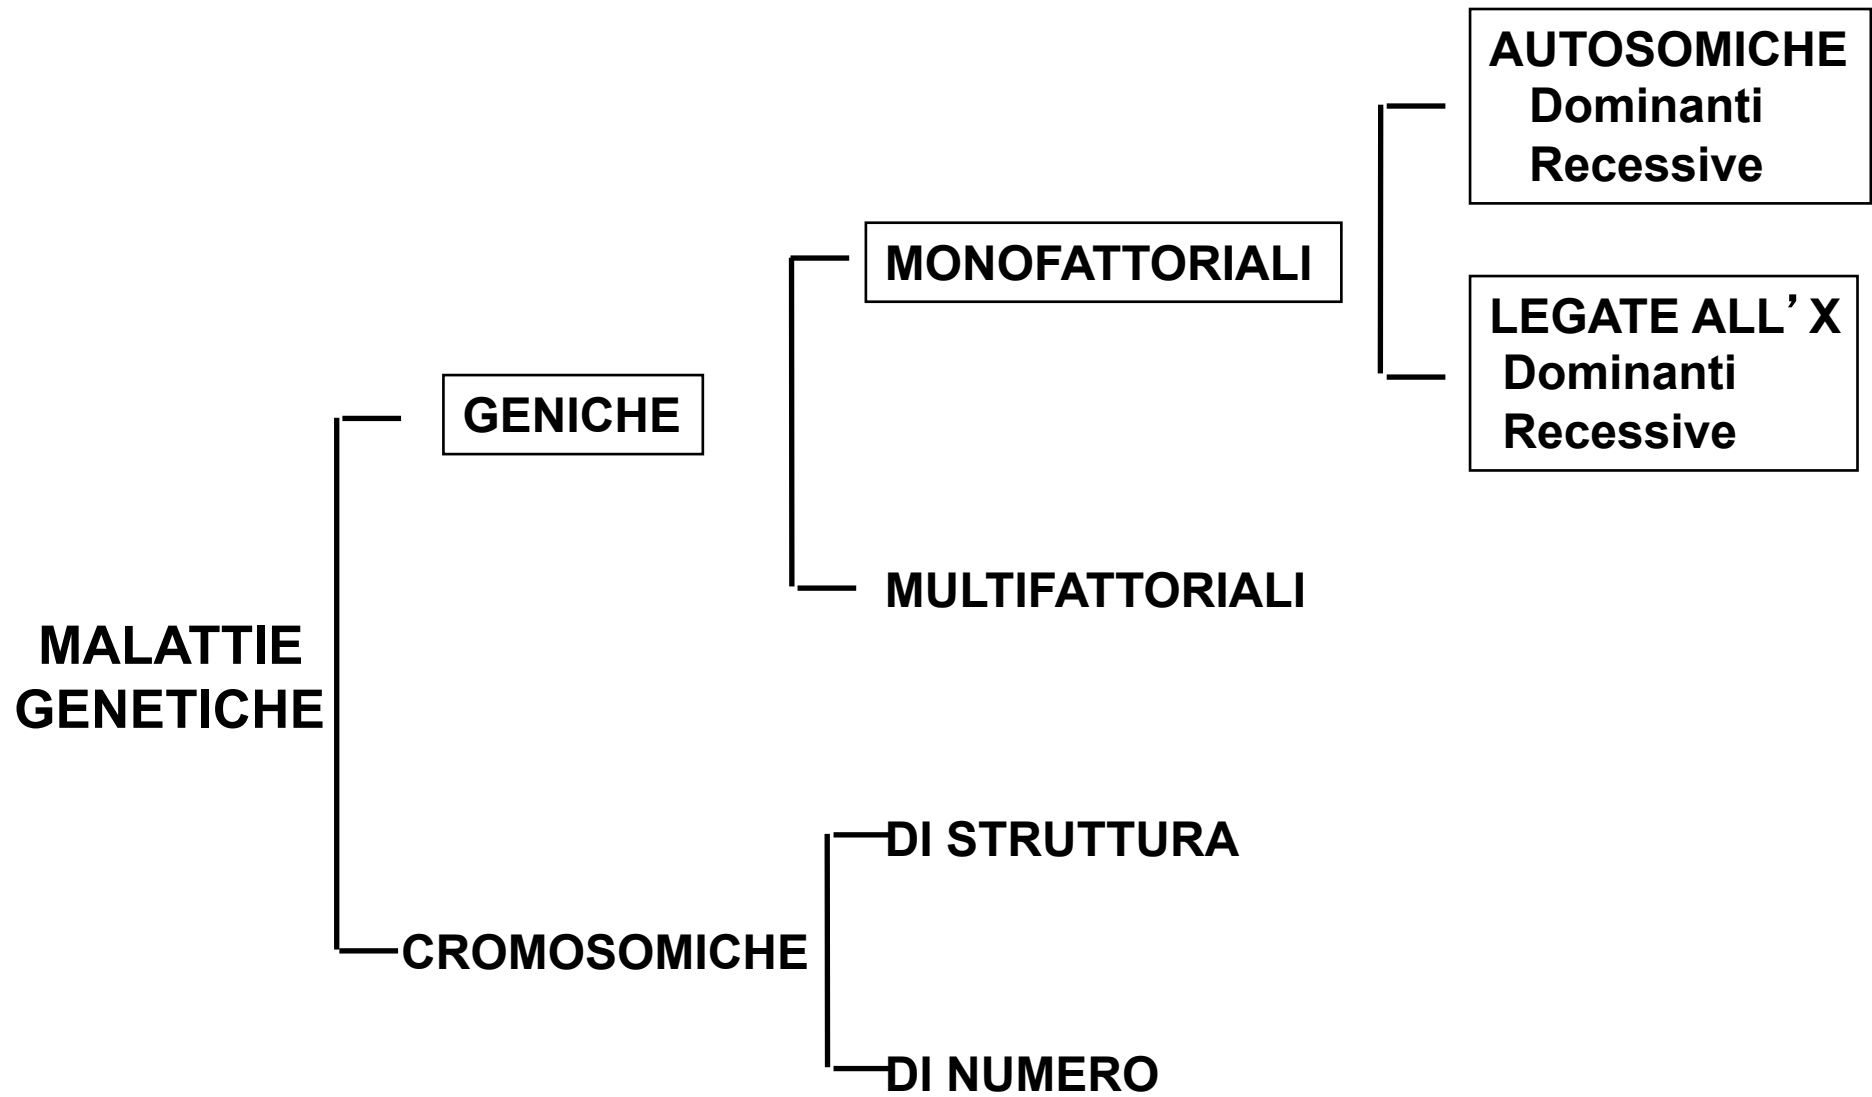 AUTOSOMICHE
Dominanti
Recessive
MONOFATTORIALI
LEGATE ALL’ X
Dominanti
Recessive
GENICHE
MULTIFATTORIALI
MALATTIE
GENETICHE
DI STRUTTURA
CROMOSOMICHE
DI NUMERO